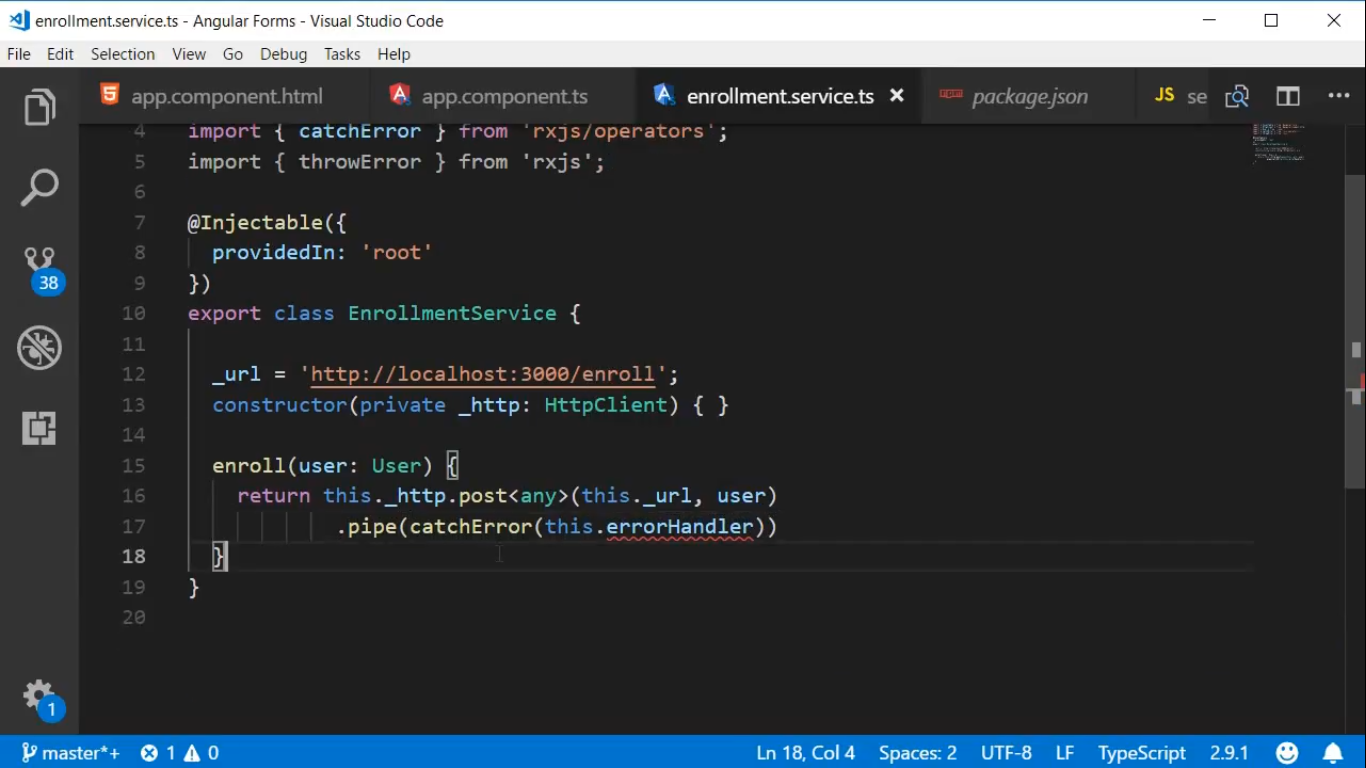 enrollment.service.ts - Angular Forms - Visual Studio Code
File Edit Selection View Go Debug Tasks Help
app.component.html app.component.ts enrollment.service.ts package.json JS se
4 import { catchError } from 'rxjs/operators';
5 import { throwError } from 'rxjs';
6
7 @Injectable({
8 providedIn: 'root'
9 })
10 export class EnrollmentService {
11
12 _url = 'http://localhost:3000/enroll';
13 constructor(private _http: HttpClient) { }
14
15 enroll(user: User) {
16 return this._http.post<any>(this._url, user)
17 .pipe(catchError(this.errorHandler))
18 }
19 }
20
38
1
master*+ 1 0 Ln 18, Col 4 Spaces: 2 UTF-8 LF TypeScript 2.9.1